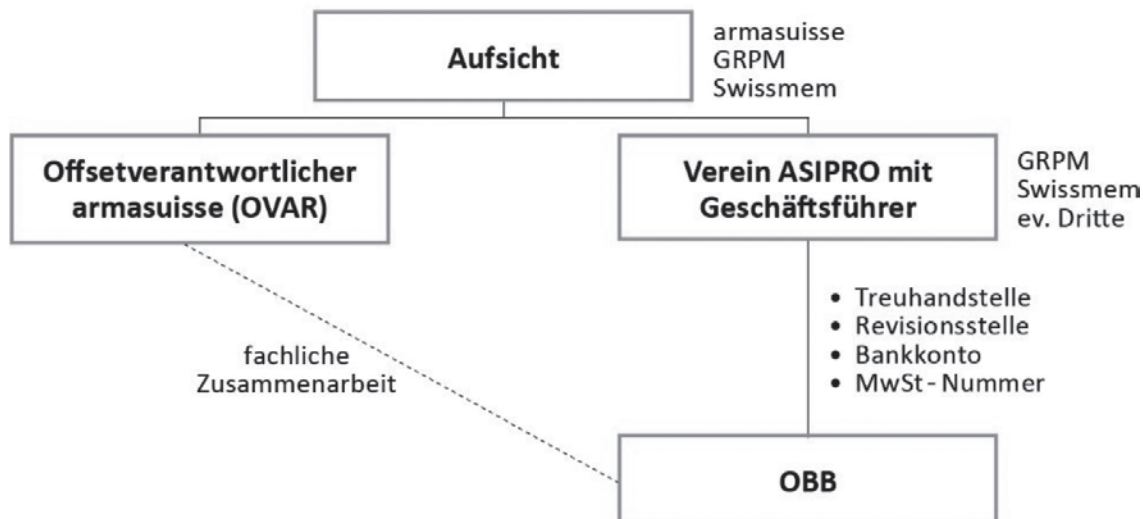 Aufsicht
armasuisse
GRPM
Swissmem
Offsetverantwortlicher
armasuisse (OVAR)
Verein ASIPRO mit
Geschäftsführer
GRPM
Swissmem
ev. Dritte
• Treuhandstelle
• Revisionsstelle
• Bankkonto
• MwSt - Nummer
fachliche
Zusammenarbeit
OBB